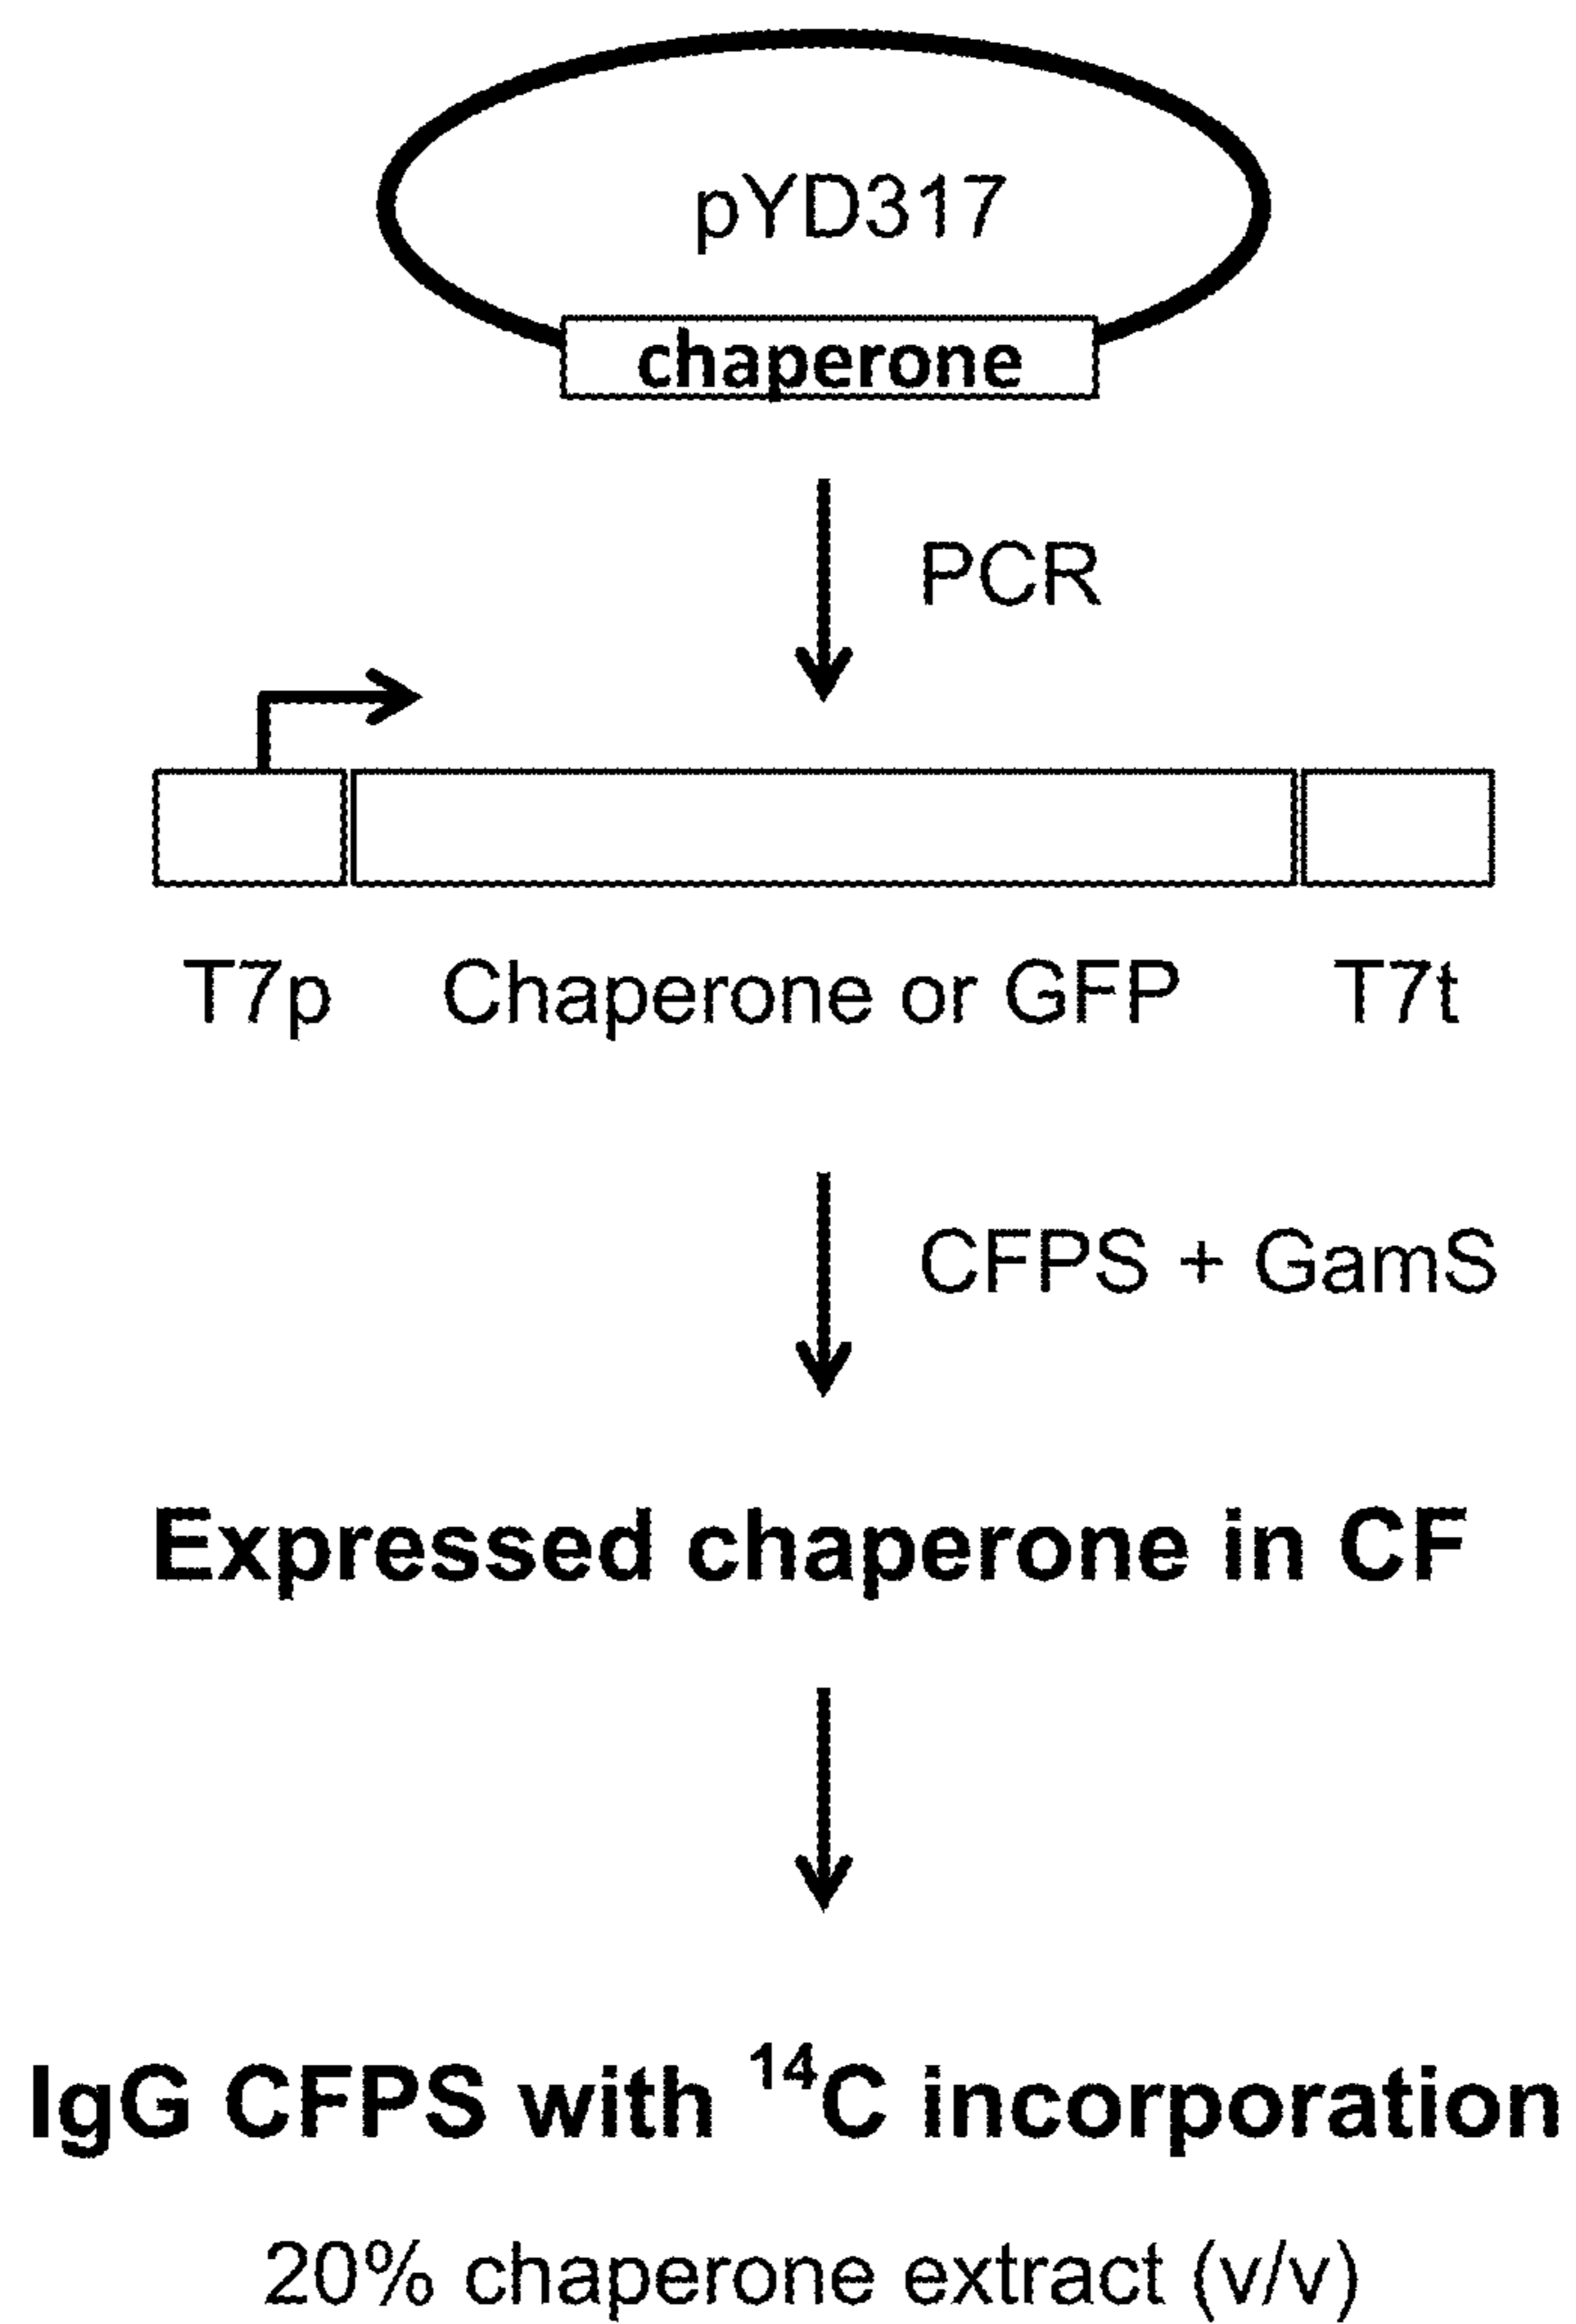 pYD317
chaperone
PCR
T7p Chaperone or GFP T7t
CFPS + GamS
Expressed chaperone in CF
IgG CFPS with ¹⁴C incorporation
20% chaperone extract (v/v)